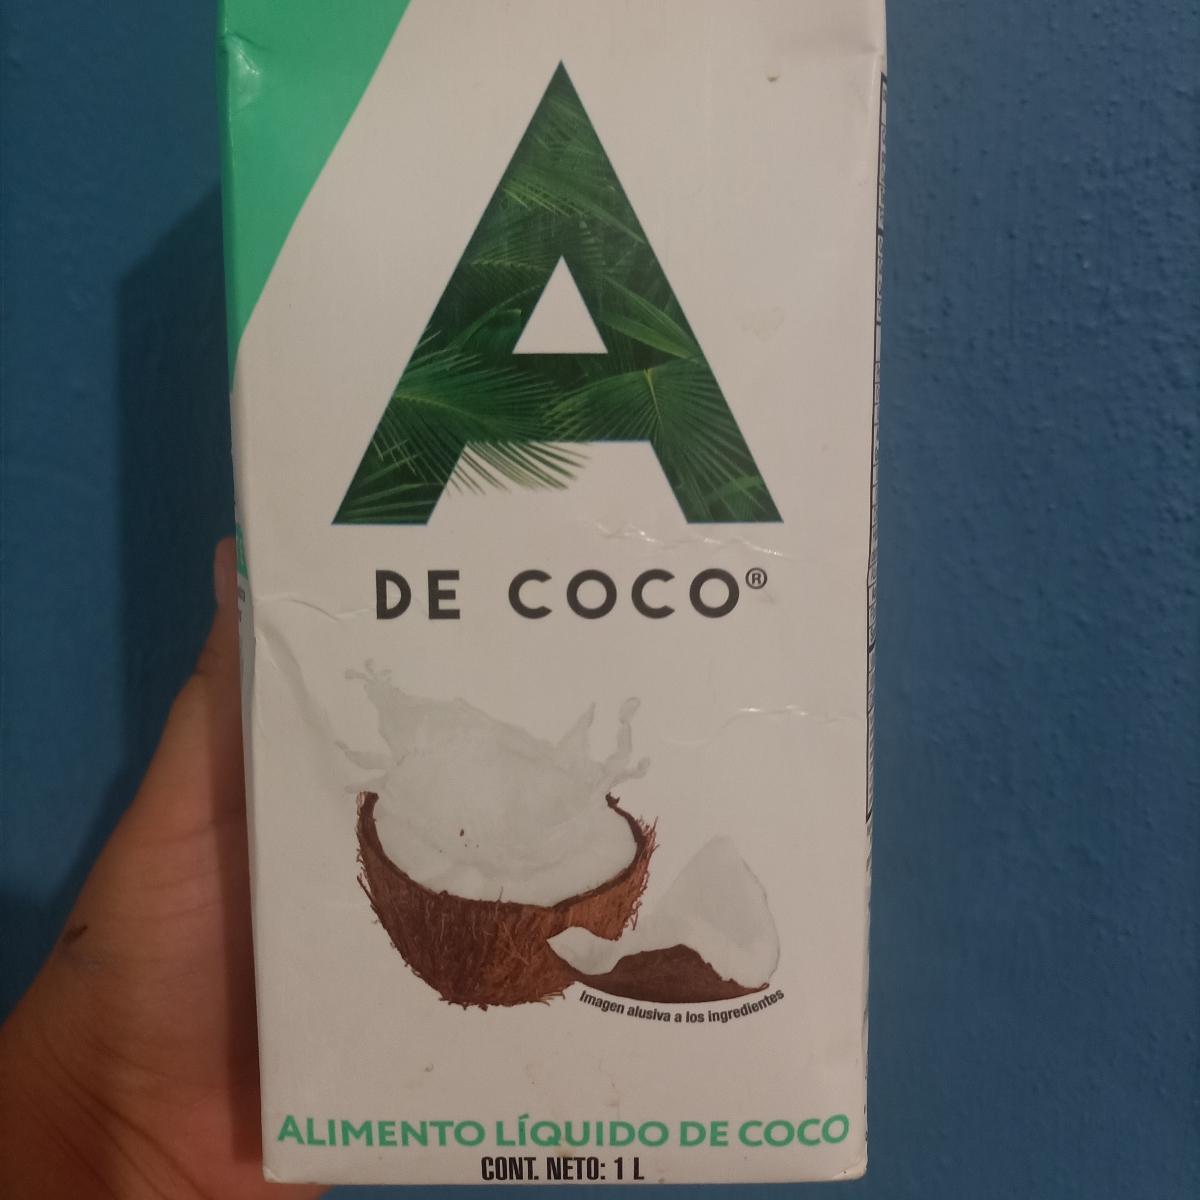 A
DE COCO®
Imagen alusiva a los ingredientes
ALIMENTO LÍQUIDO DE COCO
CONT. NETO: 1 L